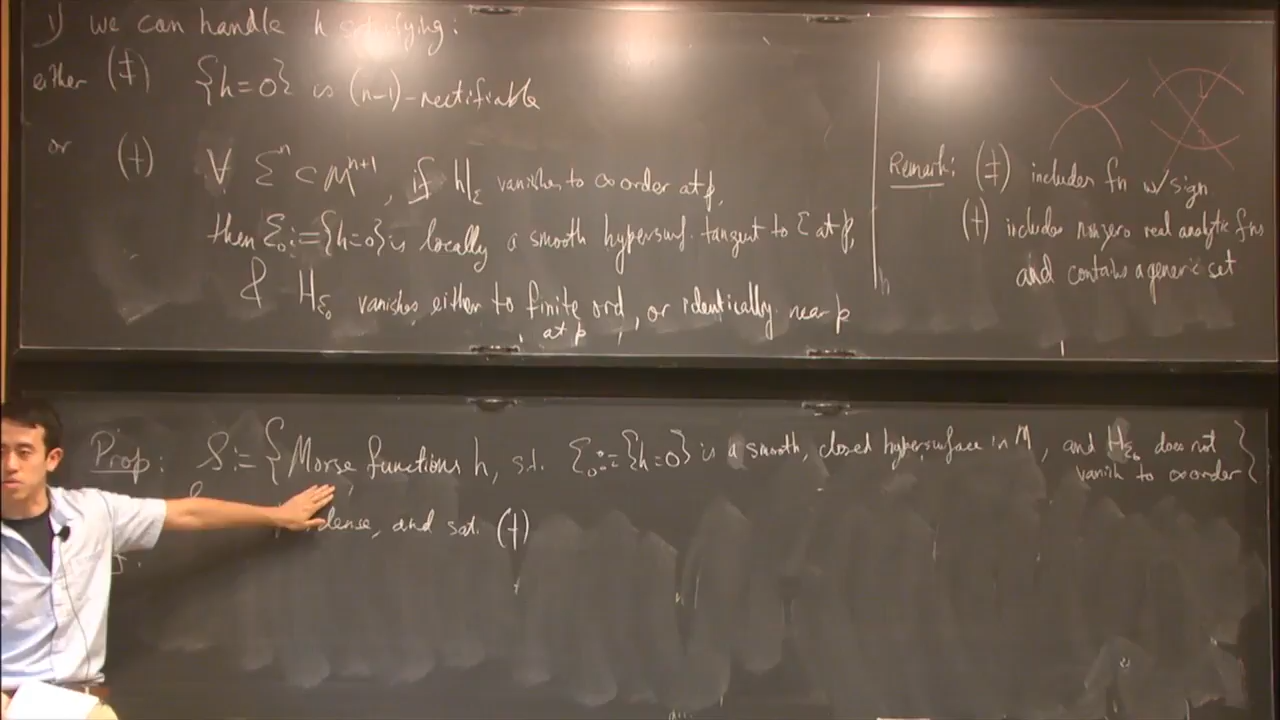 1) we can handle h satisfying:
either (‡) {h=0} is (n-1)-rectifiable
or (†) ∀ Σⁿ ⊂ Mⁿ⁺¹, if h|_Σ vanishes to ∞ order at p,
then Σ₀ := {h=0} is locally a smooth hypersurf. tangent to Σ at p,
& H_Σ₀ vanishes either to finite ord, or identically near p
at p
Remark: (‡) includes fn w/ sign
(†) includes nonzero real analytic fns
and contains a generic set
Prop: S := {Morse functions h, s.t. Σ₀ := {h=0} is a smooth, closed hypersurface in M, and H_Σ₀ does not
vanish to ∞ order}
dense, and sat. (†)